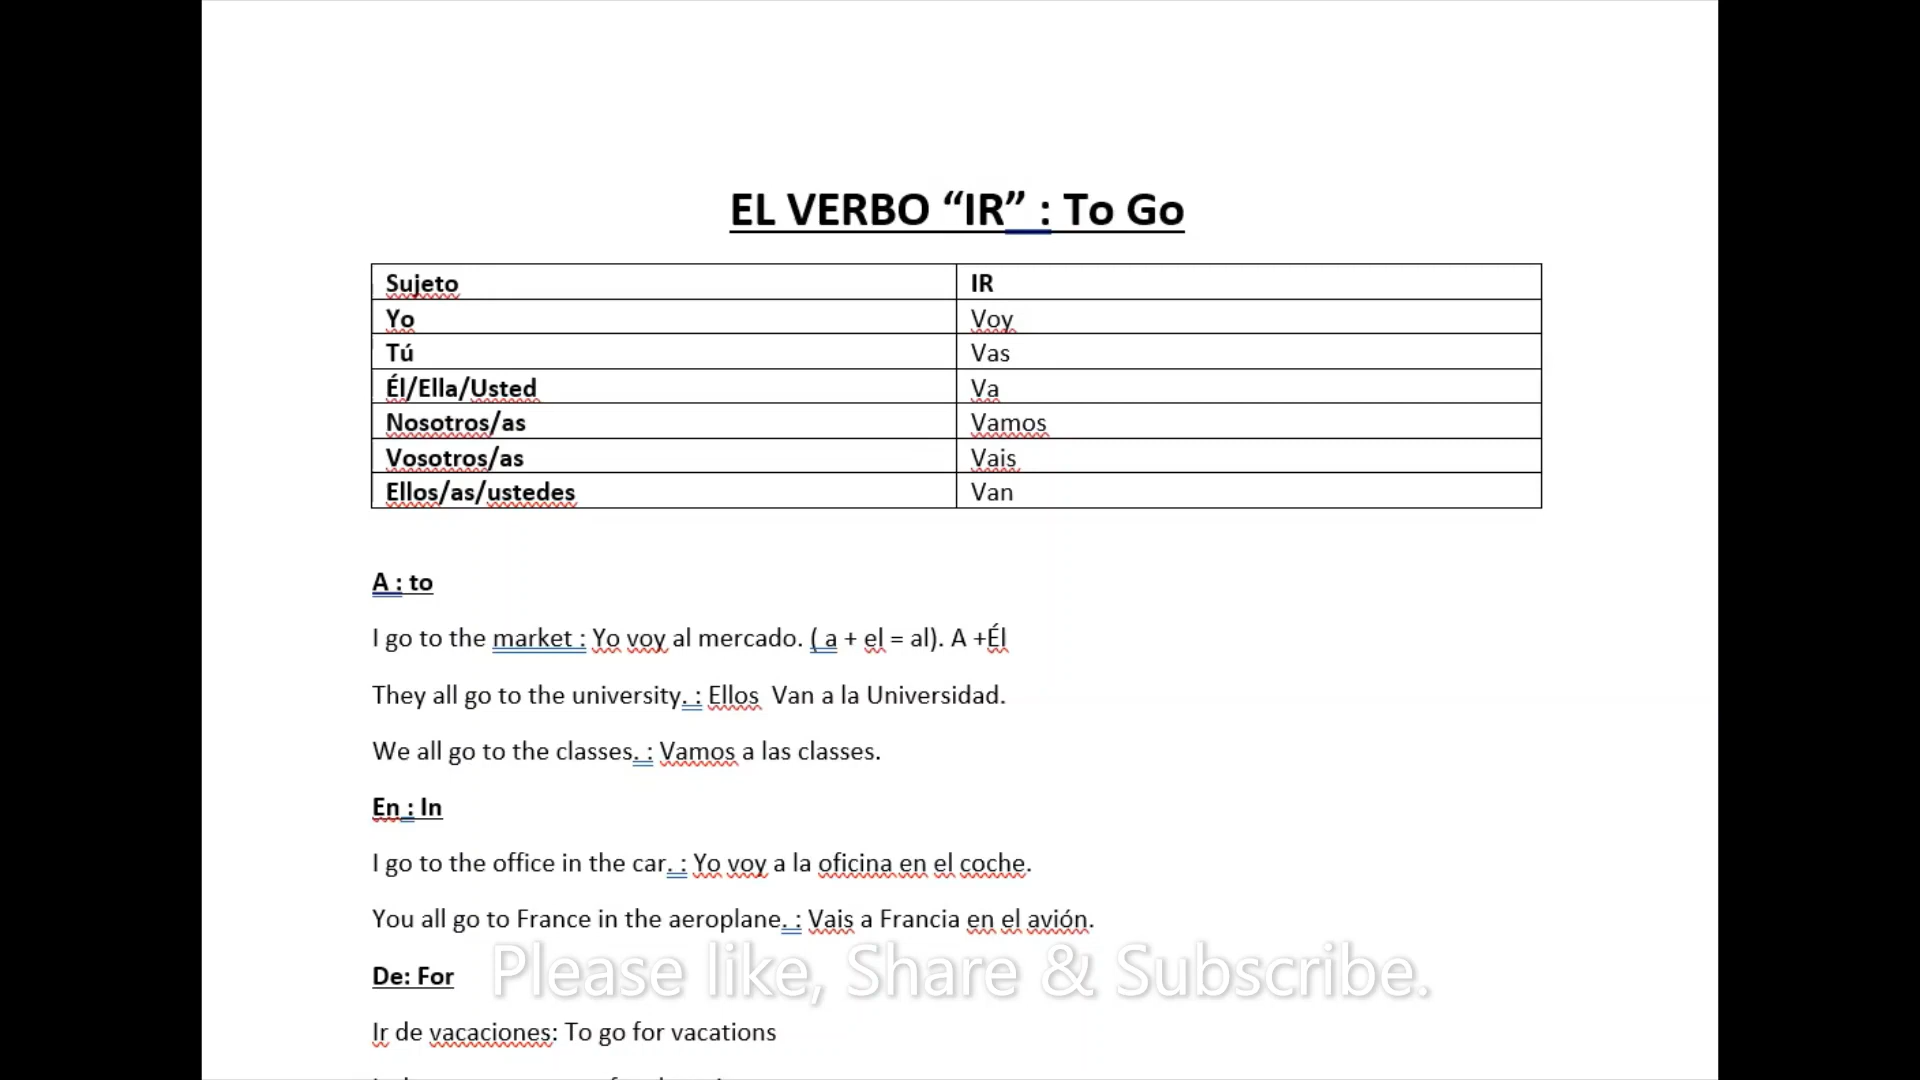 EL VERBO “IR” : To Go
Sujeto IR
Yo Voy
Tú Vas
Él/Ella/Usted Va
Nosotros/as Vamos
Vosotros/as Vais
Ellos/as/ustedes Van
A : to
I go to the market : Yo voy al mercado. ( a + el = al). A +Él
They all go to the university. : Ellos  Van a la Universidad.
We all go to the classes. : Vamos a las classes.
En : In
I go to the office in the car. : Yo voy a la oficina en el coche.
You all go to France in the aeroplane. : Vais a Francia en el avión.
De: For
Please like, Share & Subscribe.
Ir de vacaciones: To go for vacations